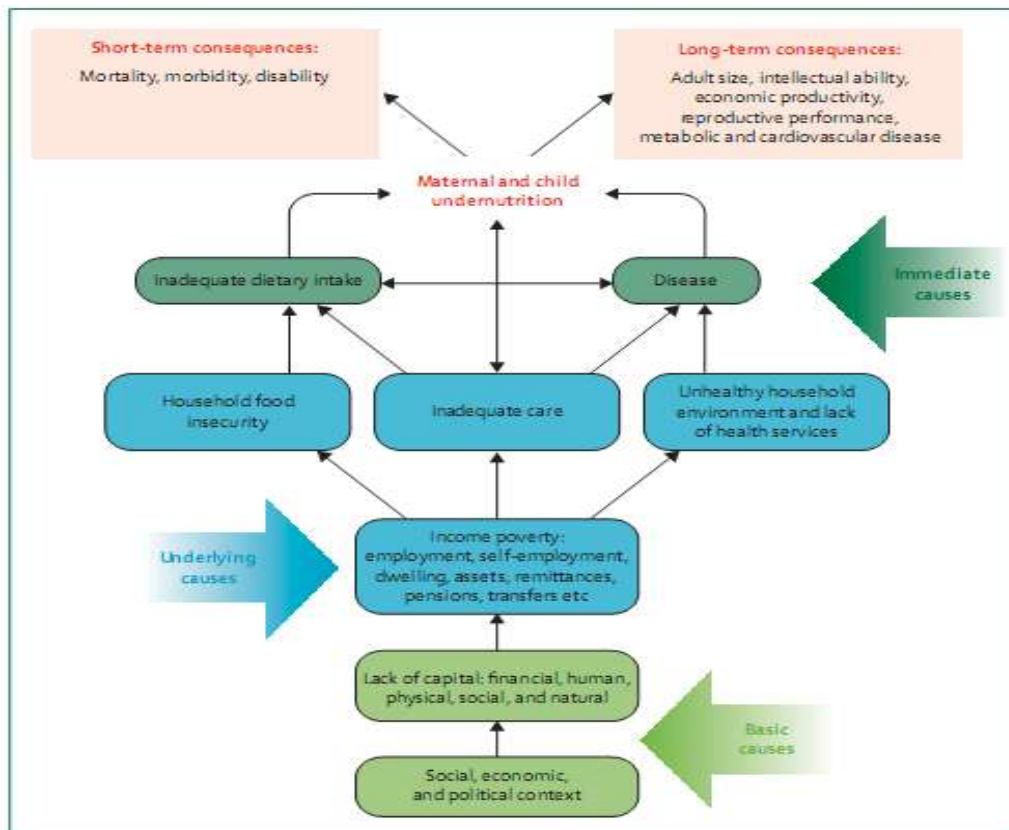 Short-term consequences:
Mortality, morbidity, disability
Long-term consequences:
Adult size, intellectual ability,
economic productivity,
reproductive performance,
metabolic and cardiovascular disease
Maternal and child
undernutrition
Inadequate dietary intake
Disease
Immediate
causes
Household food
insecurity
Inadequate care
Unhealthy household
environment and lack
of health services
Underlying
causes
Income poverty:
employment, self-employment,
dwelling, assets, remittances,
pensions, transfers etc
Lack of capital: financial, human,
physical, social, and natural
Basic
causes
Social, economic,
and political context